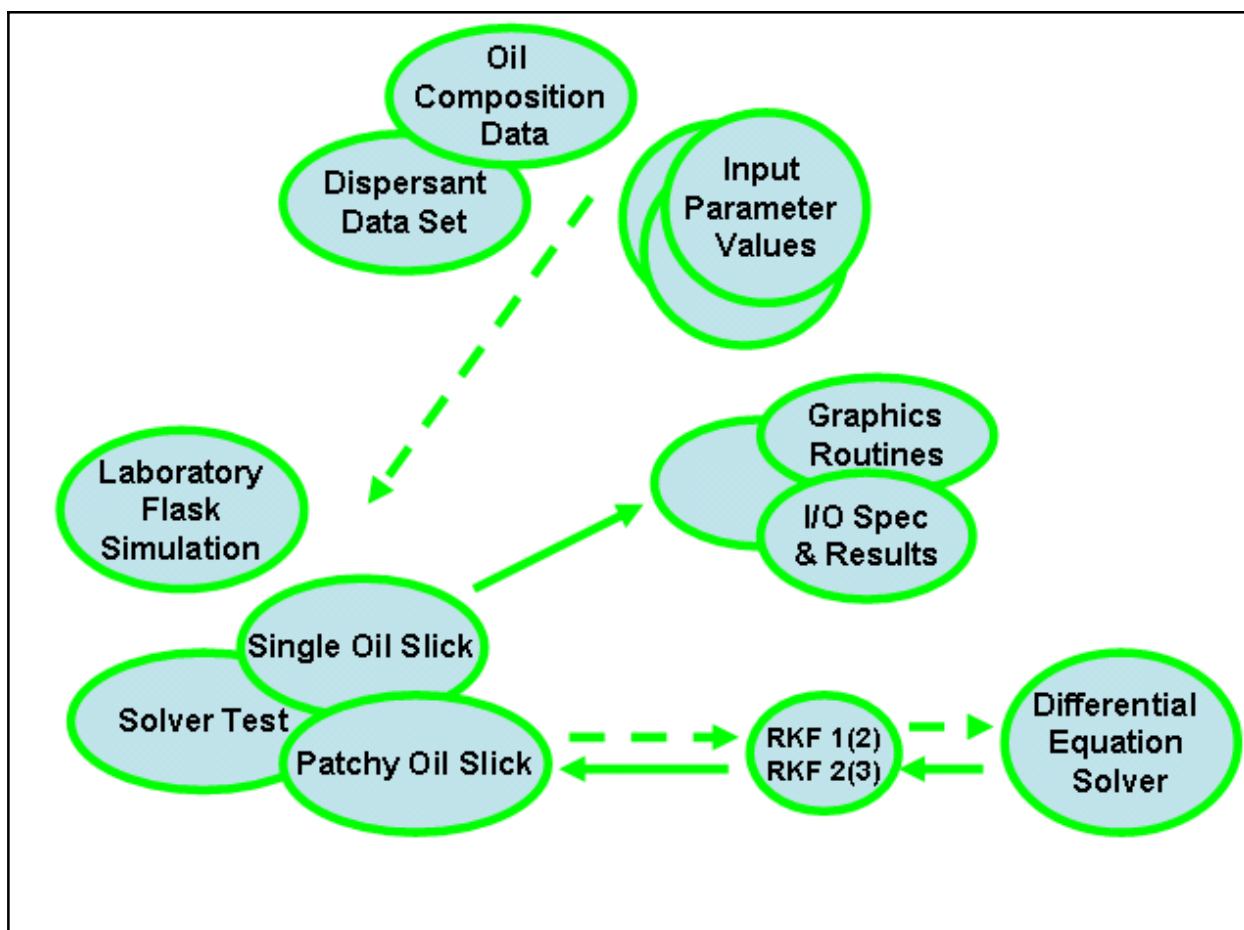 Oil
Composition
Data
Dispersant
Data Set
Input
Parameter
Values
Graphics
Routines
I/O Spec
& Results
Laboratory
Flask
Simulation
Single Oil Slick
Solver Test
Patchy Oil Slick
RKF 1(2)
RKF 2(3)
Differential
Equation
Solver